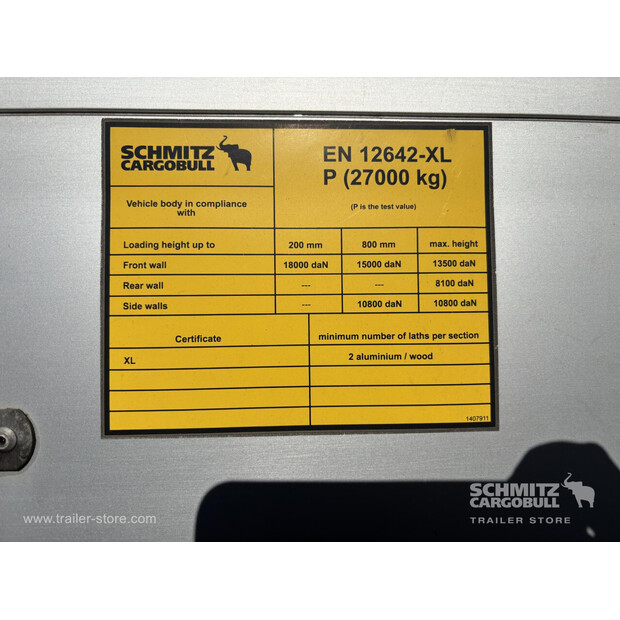 SCHMITZ
CARGOBULL
EN 12642-XL
P (27000 kg)
Vehicle body in compliance
with
(P is the test value)
Loading height up to 200 mm 800 mm max. height
Front wall 18000 daN 15000 daN 13500 daN
Rear wall --- --- 8100 daN
Side walls --- 10800 daN 10800 daN
Certificate minimum number of laths per section
XL 2 aluminium / wood
1407911
SCHMITZ
CARGOBULL
TRAILER STORE
www.trailer-store.com